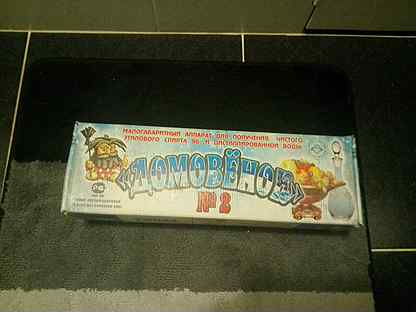 МАЛОГАБАРИТНЫЙ АППАРАТ ДЛЯ ПОЛУЧЕНИЯ ЧИСТОГО
ЭТИЛОВОГО СПИРТА 96% И ДИСТИЛЛИРОВАННОЙ ВОДЫ
«ДОМОВЁНОК»
№ 2